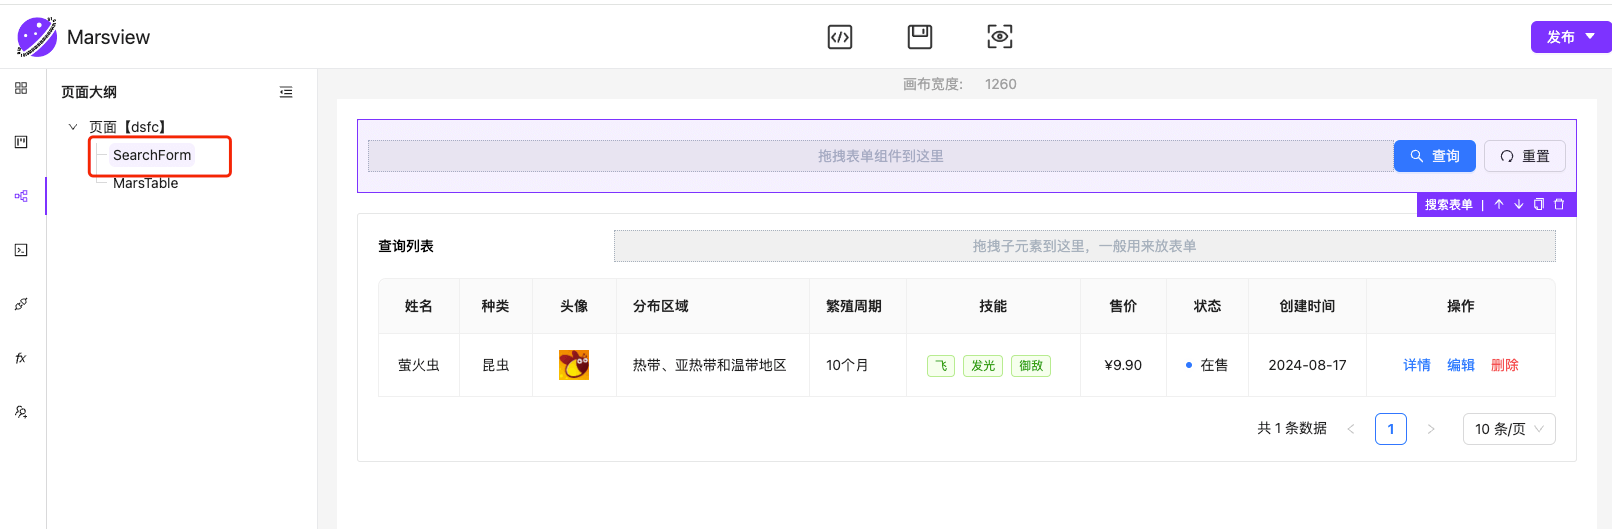 Marsview
发布
页面大纲
画布宽度: 1260
页面【dsfc】
SearchForm
MarsTable
拖拽表单组件到这里
查询
重置
搜索表单 |
查询列表
拖拽子元素到这里，一般用来放表单
姓名 种类 头像 分布区域 繁殖周期 技能 售价 状态 创建时间 操作
萤火虫 昆虫 热带、亚热带和温带地区 10个月 飞 发光 御敌 ¥9.90 在售 2024-08-17 详情 编辑 删除
共 1 条数据 < 1 > 10 条/页
fx